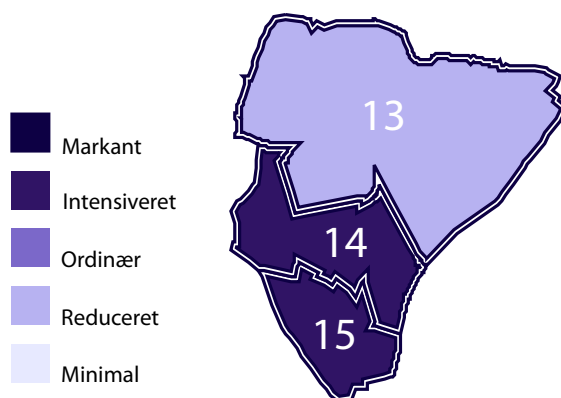 Markant
Intensiveret
Ordinær
Reduceret
Minimal
13
14
15